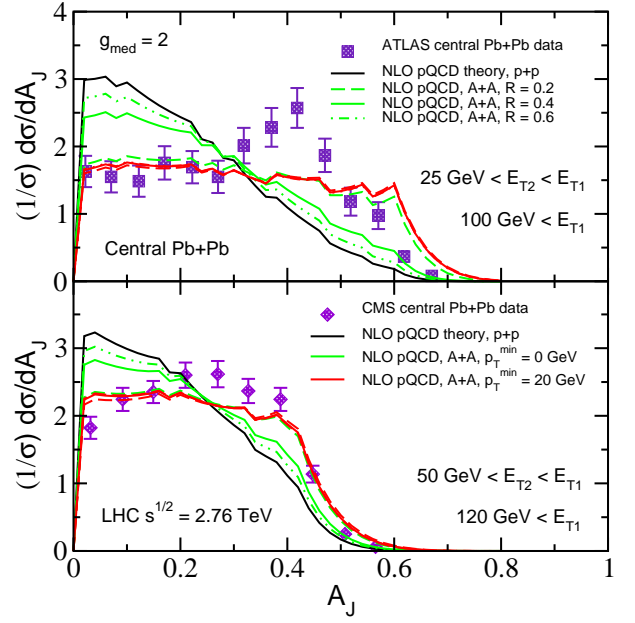 4
3
2
1
0
(1/σ) dσ/dA_J
g_med = 2
ATLAS central Pb+Pb data
NLO pQCD theory, p+p
NLO pQCD, A+A, R = 0.2
NLO pQCD, A+A, R = 0.4
NLO pQCD, A+A, R = 0.6
25 GeV < E_T2 < E_T1
100 GeV < E_T1
Central Pb+Pb
3
2
1
0
(1/σ) dσ/dA_J
CMS central Pb+Pb data
NLO pQCD theory, p+p
NLO pQCD, A+A, p_T^min = 0 GeV
NLO pQCD, A+A, p_T^min = 20 GeV
50 GeV < E_T2 < E_T1
120 GeV < E_T1
LHC s^1/2 = 2.76 TeV
0 0.2 0.4 0.6 0.8 1
A_J